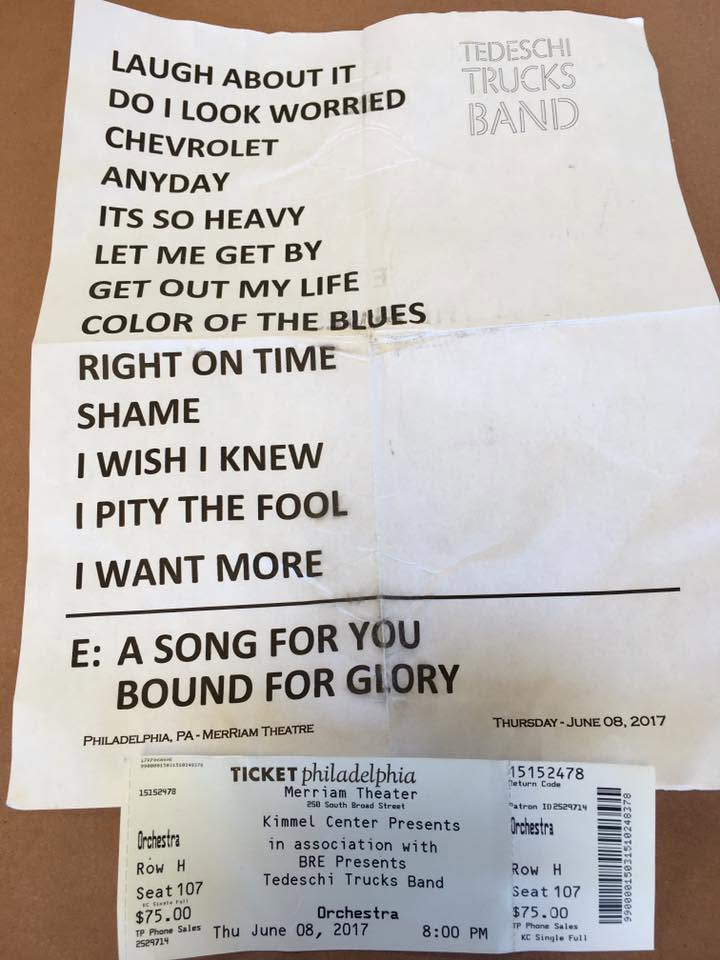 TEDESCHI
TRUCKS
BAND
LAUGH ABOUT IT
DO I LOOK WORRIED
CHEVROLET
ANYDAY
ITS SO HEAVY
LET ME GET BY
GET OUT MY LIFE
COLOR OF THE BLUES
RIGHT ON TIME
SHAME
I WISH I KNEW
I PITY THE FOOL
I WANT MORE
E: A SONG FOR YOU
BOUND FOR GLORY
PHILADELPHIA, PA - MERRIAM THEATRE
THURSDAY - JUNE 08, 2017
15152478
Orchestra
Row H
Seat 107
KC Single Full
$75.00
TP Phone Sales
2529714
TICKET philadelphia
Merriam Theater
250 South Broad Street
Kimmel Center Presents
in association with
BRE Presents
Tedeschi Trucks Band
Orchestra
Thu June 08, 2017 8:00 PM
15152478
Return Code
Patron ID 2529714
Orchestra
Row H
Seat 107
$75.00
TP Phone Sales
KC Single Full
99000001503151024837​8